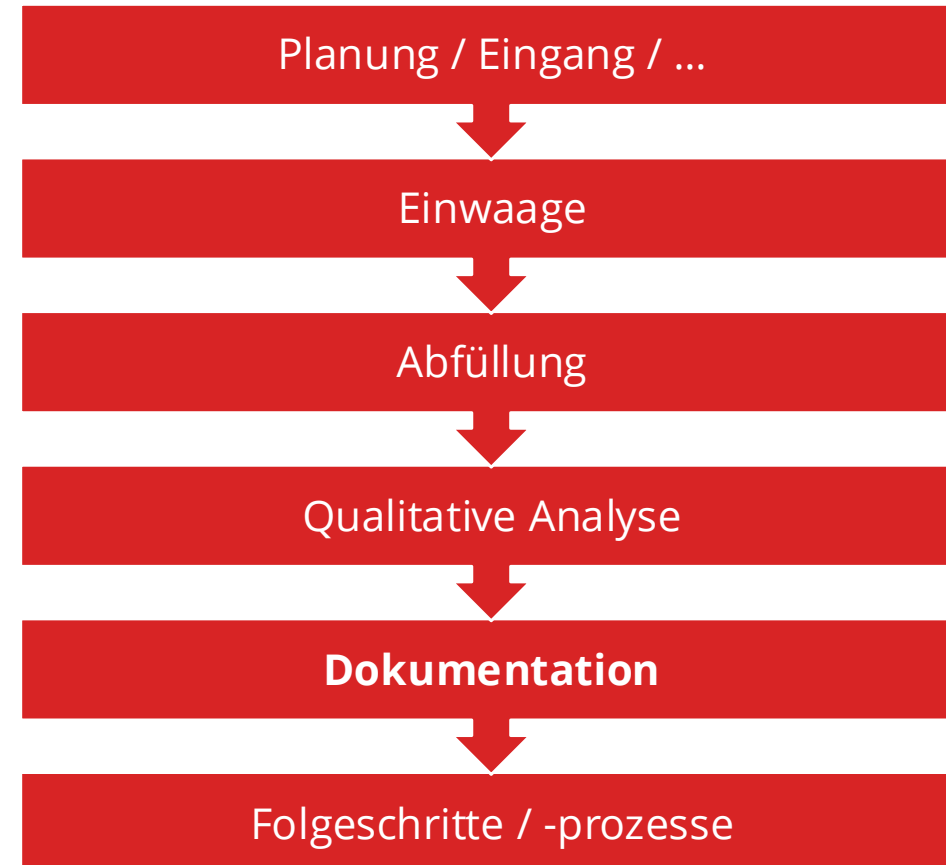 Planung / Eingang / ...
Einwaage
Abfüllung
Qualitative Analyse
Dokumentation
Folgeschritte / -prozesse